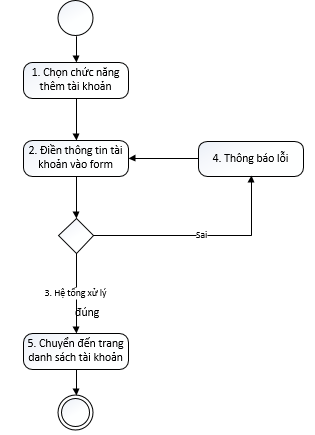 1. Chọn chức năng
thêm tài khoản
2. Điền thông tin tài
khoản vào form
4. Thông báo lỗi
Sai
3. Hệ tống xử lý
đúng
5. Chuyển đến trang
danh sách tài khoản